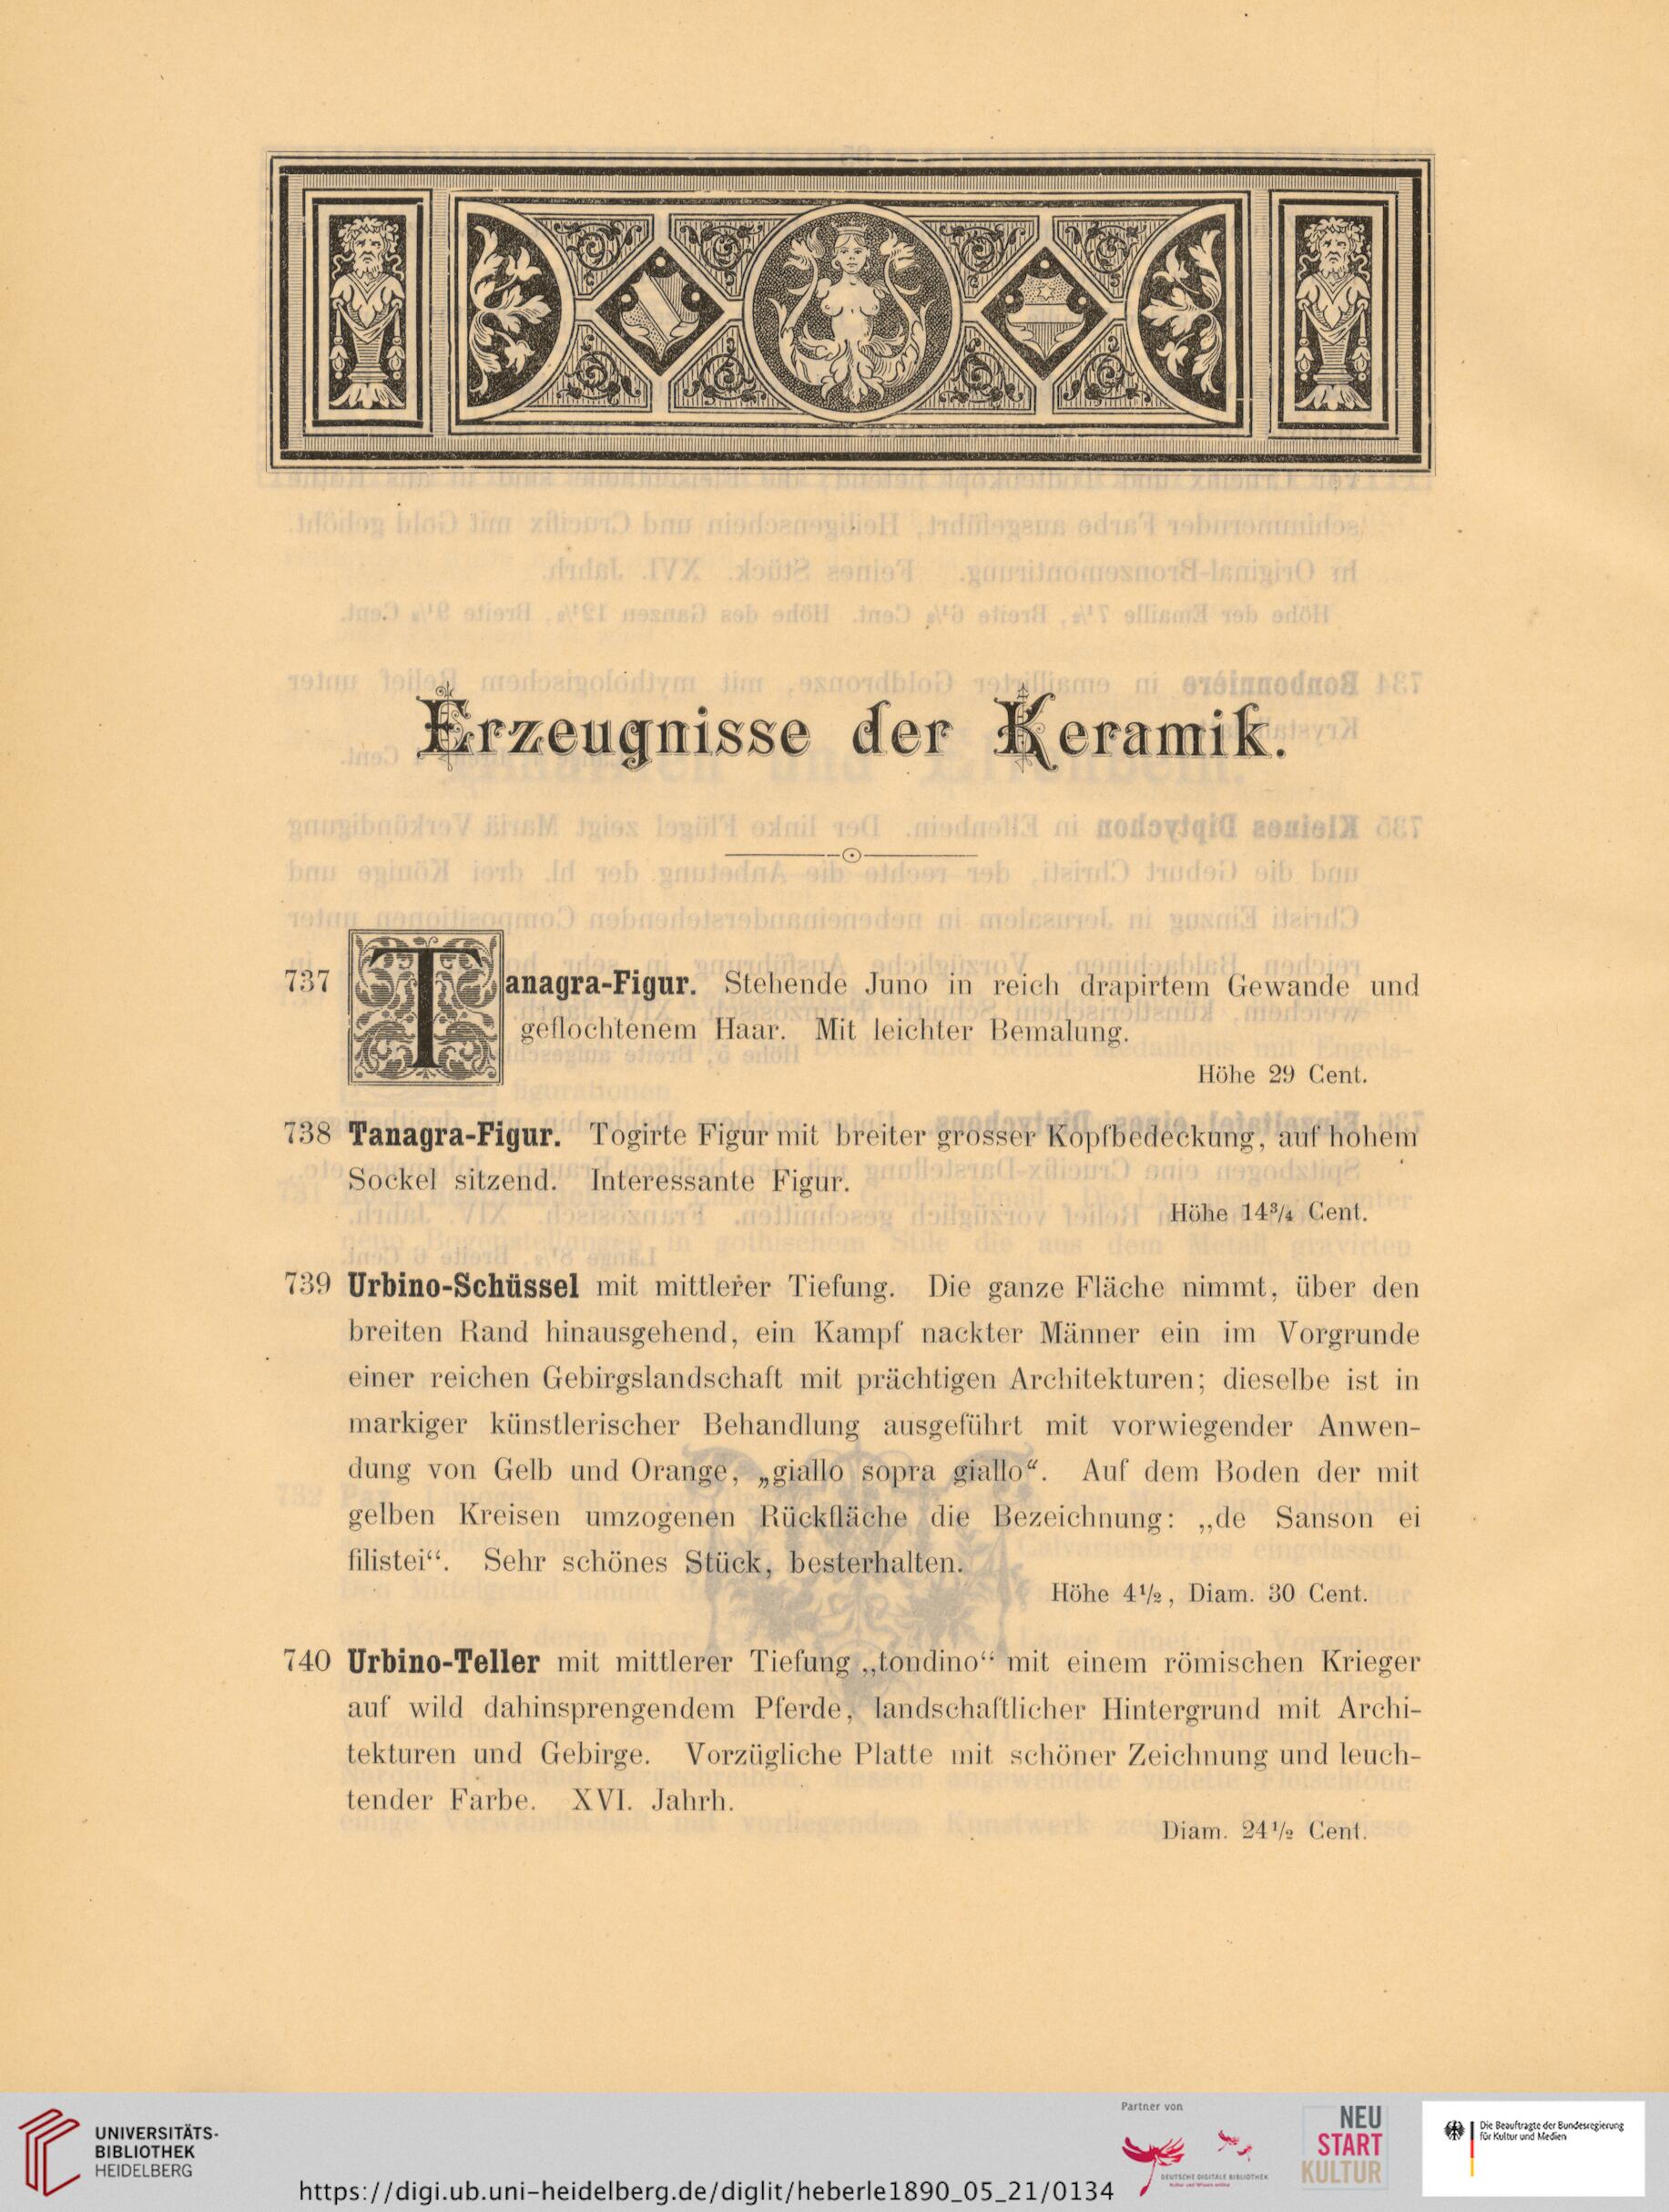 Erzeugnisse der Keramik.
737 Tanagra-Figur. Stehende Juno in reich drapirtem Gewande und
geflochtenem Haar. Mit leichter Bemalung.
Höhe 29 Cent.
738 Tanagra-Figur. Togirte Figur mit breiter grosser Kopfbedeckung, auf hohem
Sockel sitzend. Interessante Figur.
Höhe 14³/₄ Cent.
739 Urbino-Schüssel mit mittlerer Tiefung. Die ganze Fläche nimmt, über den
breiten Rand hinausgehend, ein Kampf nackter Männer ein im Vorgrunde
einer reichen Gebirgslandschaft mit prächtigen Architekturen; dieselbe ist in
markiger künstlerischer Behandlung ausgeführt mit vorwiegender Anwen-
dung von Gelb und Orange, „giallo sopra giallo“. Auf dem Boden der mit
gelben Kreisen umzogenen Rückfläche die Bezeichnung: „de Sanson ei
filistei“. Sehr schönes Stück, besterhalten.
Höhe 4¹/₂, Diam. 30 Cent.
740 Urbino-Teller mit mittlerer Tiefung „tondino“ mit einem römischen Krieger
auf wild dahinsprengendem Pferde, landschaftlicher Hintergrund mit Archi-
tekturen und Gebirge. Vorzügliche Platte mit schöner Zeichnung und leuch-
tender Farbe. XVI. Jahrh.
Diam. 24¹/₂ Cent.
UNIVERSITÄTS-
BIBLIOTHEK
HEIDELBERG
https://digi.ub.uni-heidelberg.de/diglit/heberle1890_05_21/0134
Partner von
DEUTSCHE DIGITALE BIBLIOTHEK
Kultur und Wissen online
NEU
START
KULTUR
Die Beauftragte der Bundesregierung
für Kultur und Medien